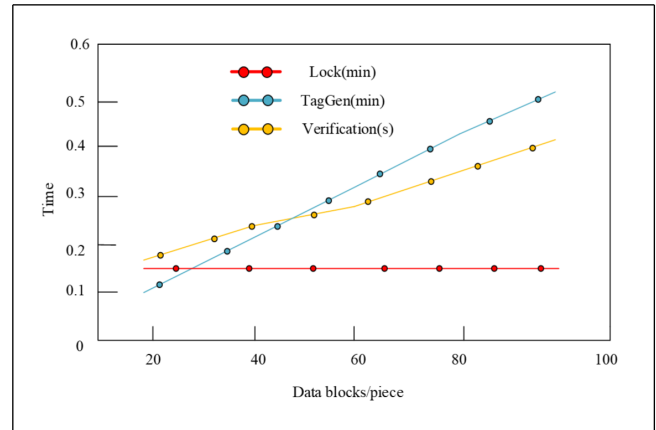 0.6
Lock(min)
TagGen(min)
Verification(s)
0.5
0.4
0.3
0.2
0.1
0
Time
20 40 60 80 100
Data blocks/piece